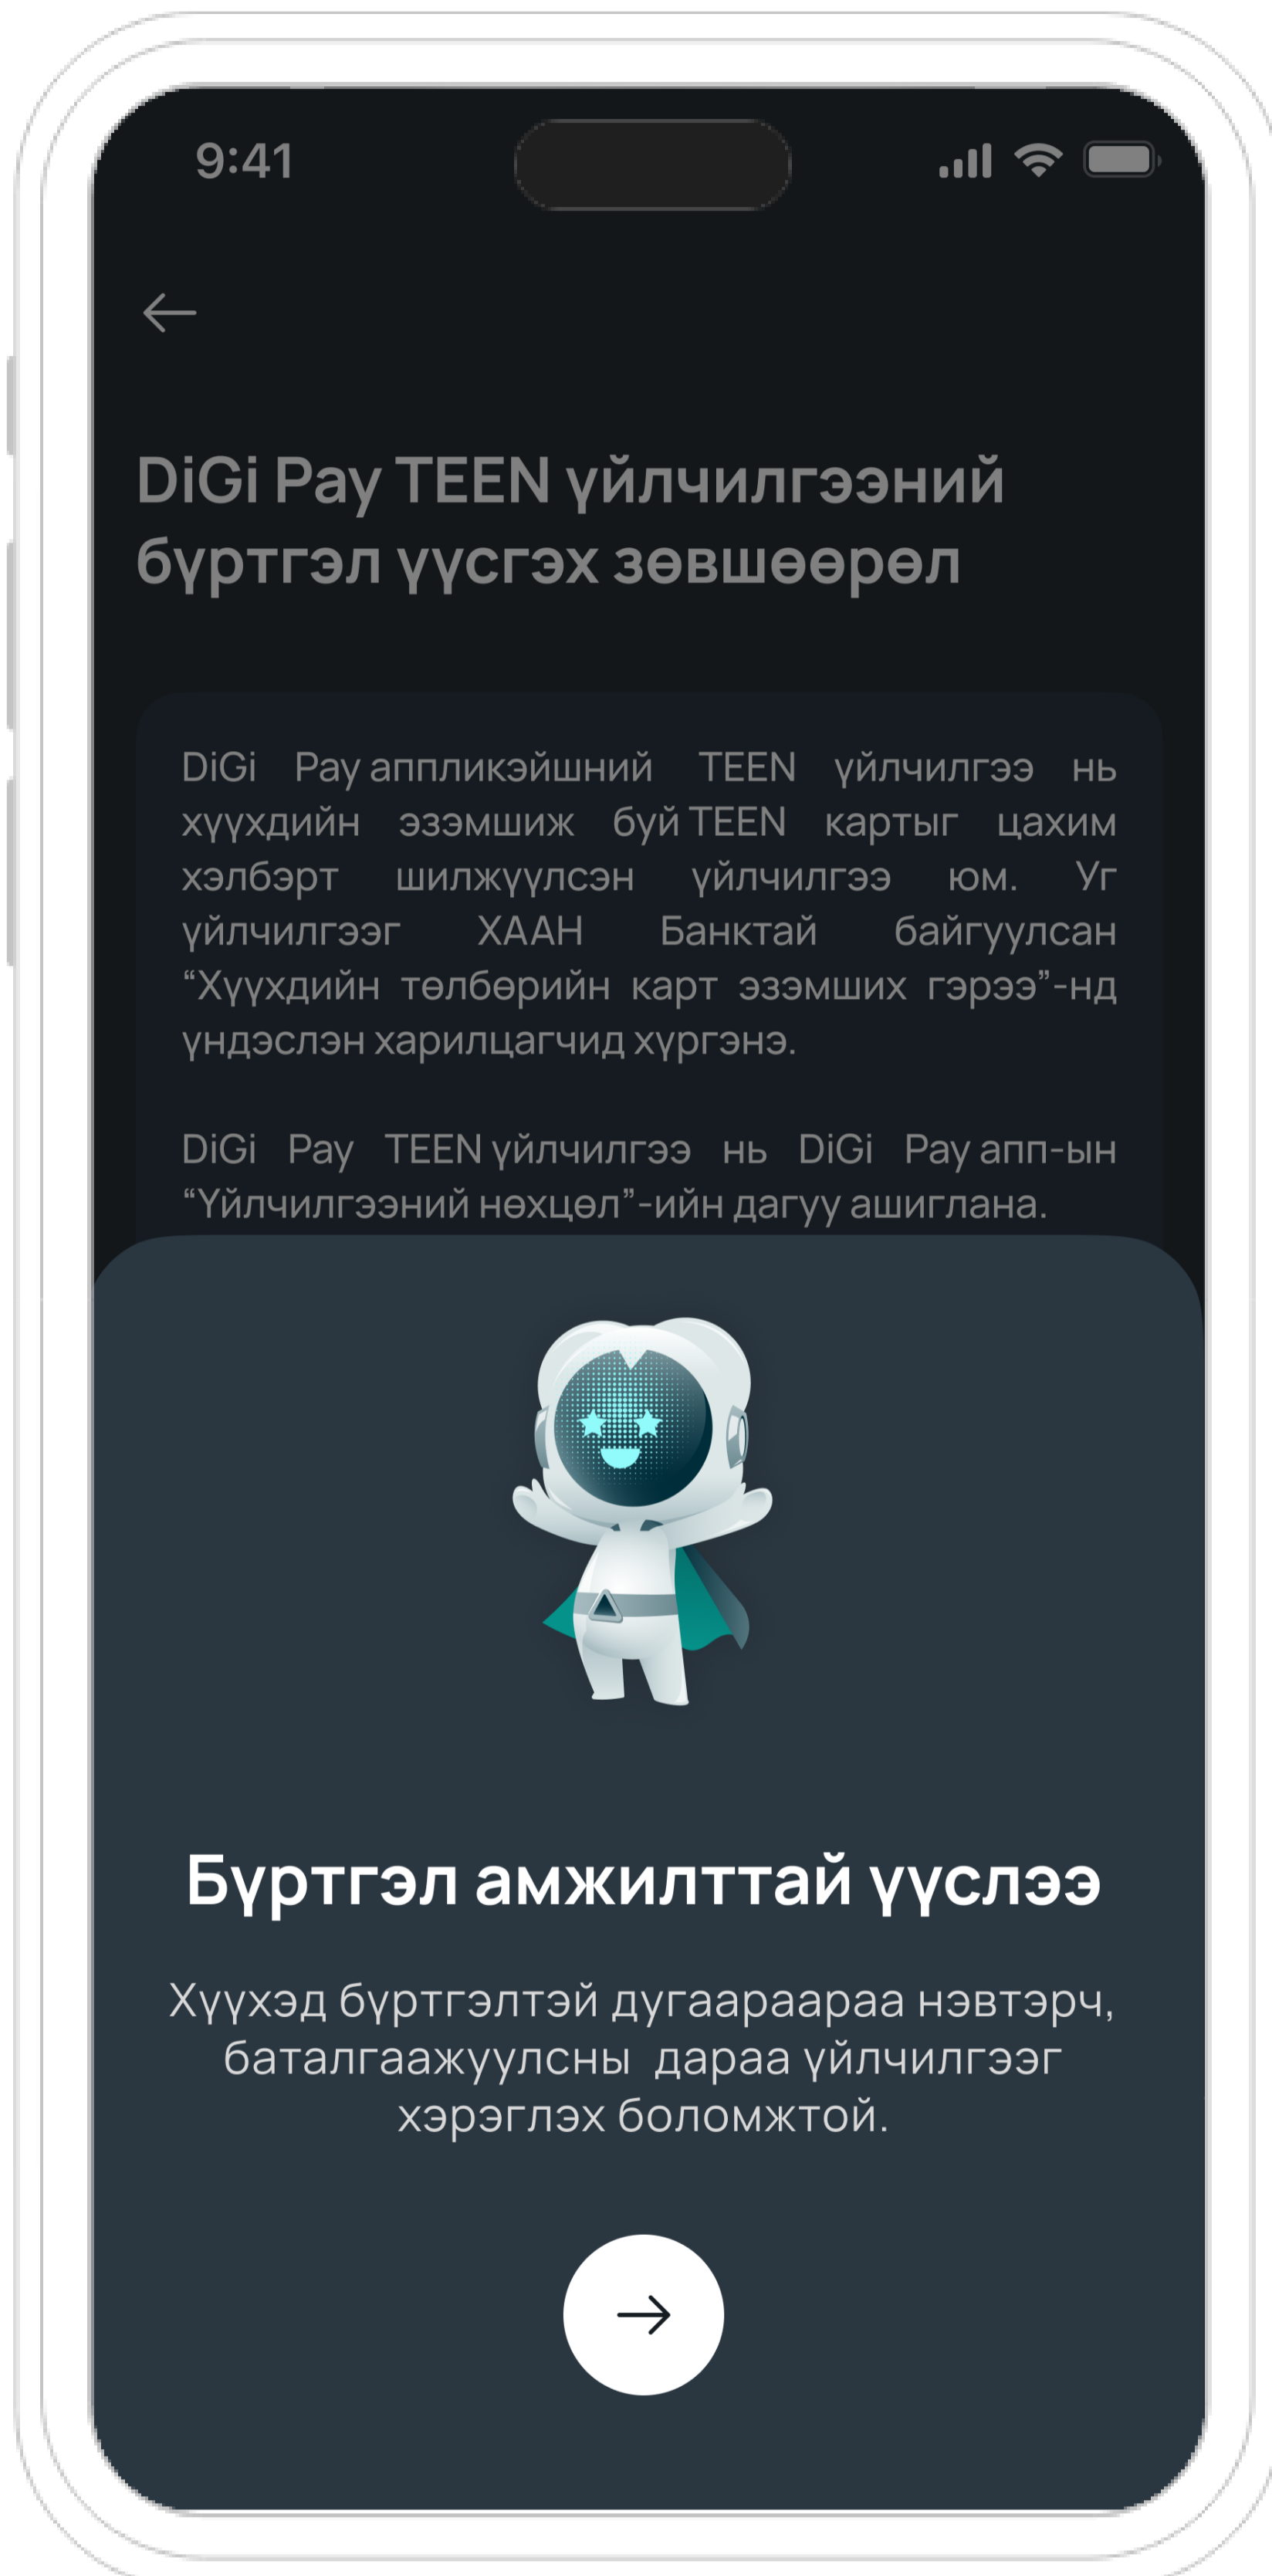 9:41
DiGi Pay TEEN үйлчилгээний
бүртгэл үүсгэх зөвшөөрөл
DiGi Pay аппликэйшний TEEN үйлчилгээ нь
хүүхдийн эзэмшиж буй TEEN картыг цахим
хэлбэрт шилжүүлсэн үйлчилгээ юм. Уг
үйлчилгээг ХААН Банктай байгуулсан
“Хүүхдийн төлбөрийн карт эзэмших гэрээ”-нд
үндэслэн харилцагчид хүргэнэ.
DiGi Pay TEEN үйлчилгээ нь DiGi Pay апп-ын
“Үйлчилгээний нөхцөл”-ийн дагуу ашиглана.
Бүртгэл амжилттай үүслээ
Хүүхэд бүртгэлтэй дугаараараа нэвтэрч,
баталгаажуулсны дараа үйлчилгээг
хэрэглэх боломжтой.